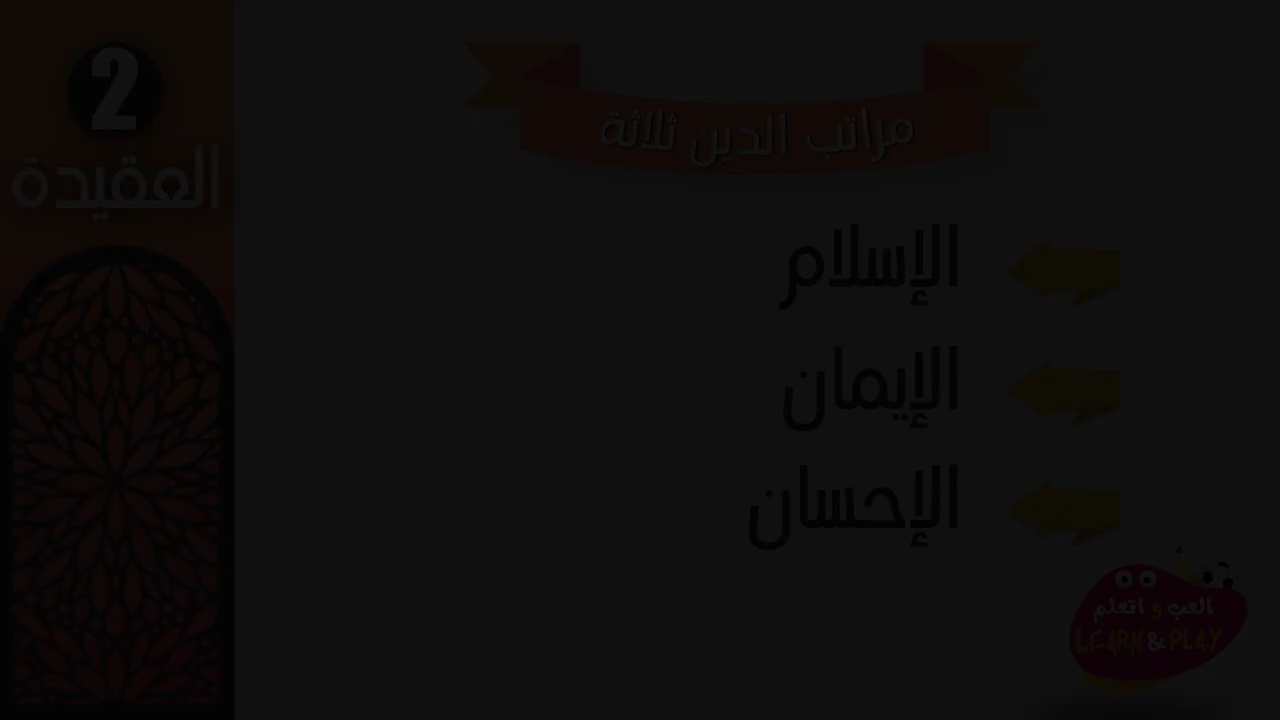 2
العقيدة
مراتب الدين ثلاثة
الإسلام
الإيمان
الإحسان
العب و اتعلم
LEARN & PLAY